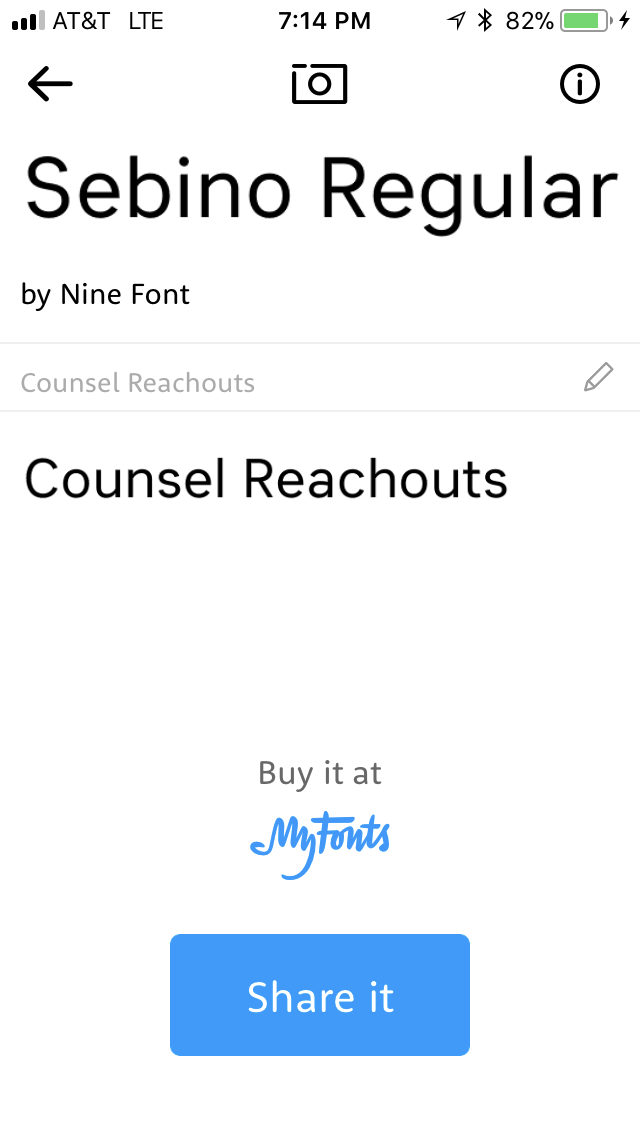 AT&T LTE 7:14 PM 82%
Sebino Regular
by Nine Font
Counsel Reachouts
Counsel Reachouts
Buy it at
MyFonts
Share it